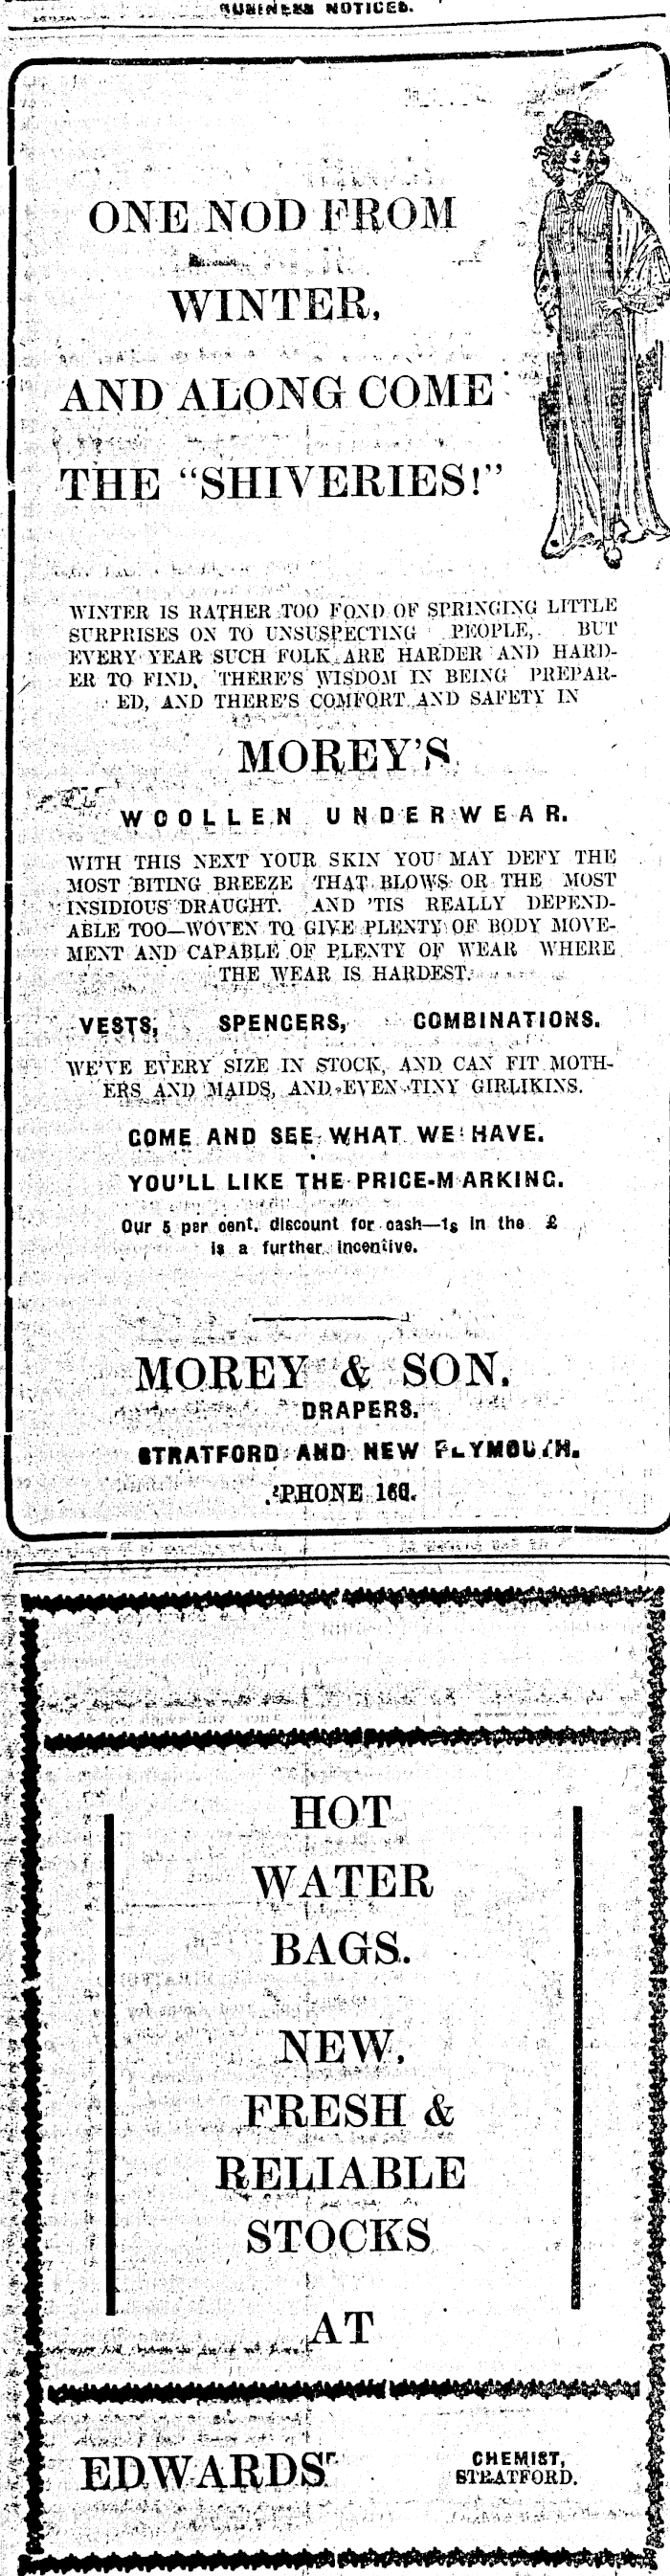 BUSINESS NOTICES.
ONE NOD FROM
WINTER,
AND ALONG COME
THE "SHIVERIES!"
WINTER IS RATHER TOO FOND OF SPRINGING LITTLE
SURPRISES ON TO UNSUSPECTING PEOPLE, BUT
EVERY YEAR SUCH FOLK ARE HARDER AND HARD-
ER TO FIND. THERE'S WISDOM IN BEING PREPAR-
ED, AND THERE'S COMFORT AND SAFETY IN
MOREY'S
WOOLLEN UNDERWEAR.
WITH THIS NEXT YOUR SKIN YOU MAY DEFY THE
MOST BITING BREEZE THAT BLOWS OR THE MOST
INSIDIOUS DRAUGHT. AND 'TIS REALLY DEPEND-
ABLE TOO—WOVEN TO GIVE PLENTY OF BODY MOVE-
MENT AND CAPABLE OF PLENTY OF WEAR WHERE
THE WEAR IS HARDEST.
VESTS, SPENCERS, COMBINATIONS.
WE'VE EVERY SIZE IN STOCK, AND CAN FIT MOTH-
ERS AND MAIDS, AND EVEN TINY GIRLIKINS.
COME AND SEE WHAT WE HAVE.
YOU'LL LIKE THE PRICE-MARKING.
Our 5 per cent. discount for cash—1s in the £
is a further incentive.
MOREY & SON.
DRAPERS.
STRATFORD AND NEW PLYMOUTH.
'PHONE
HOT
WATER
BAGS.
NEW,
FRESH &
RELIABLE
STOCKS
AT
EDWARDS'
CHEMIST,
STRATFORD.